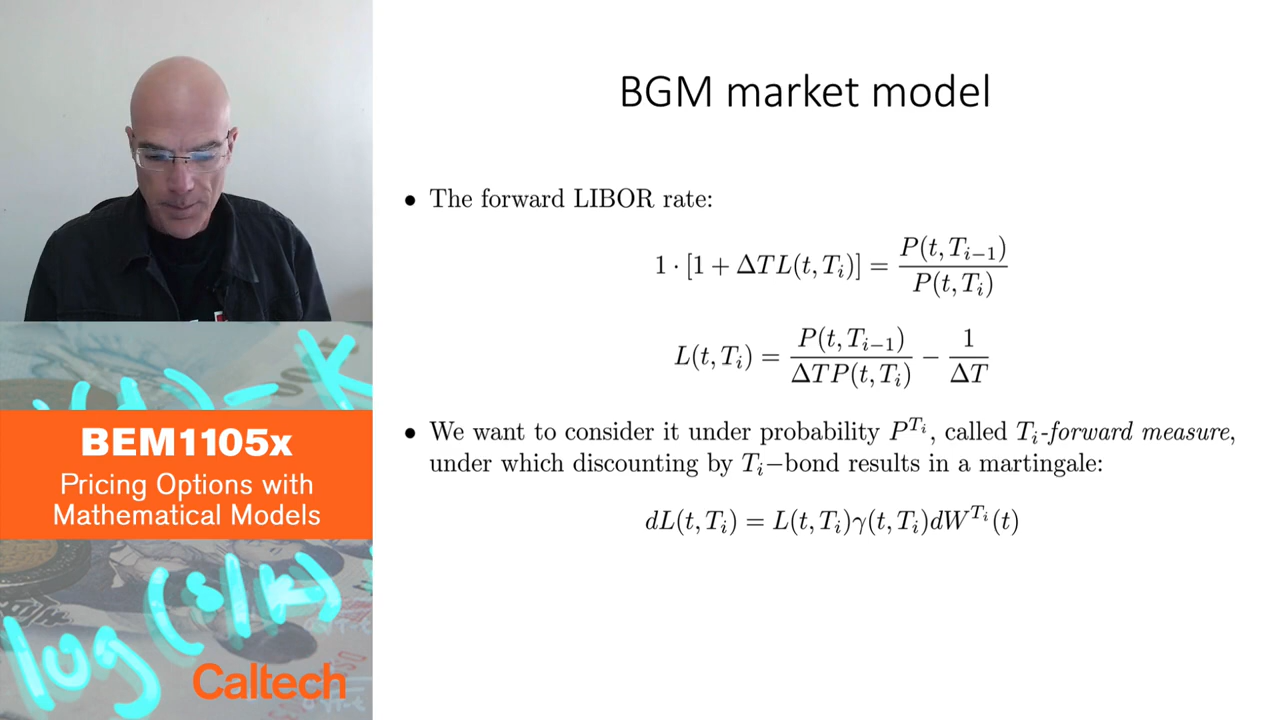 BGM market model
• The forward LIBOR rate:
1 · [1 + ΔTL(t, T_i)] = P(t, T_{i−1}) / P(t, T_i)
L(t, T_i) = P(t, T_{i−1}) / ΔTP(t, T_i) − 1 / ΔT
• We want to consider it under probability P^{T_i}, called T_i-forward measure,
under which discounting by T_i−bond results in a martingale:
dL(t, T_i) = L(t, T_i)γ(t, T_i)dW^{T_i}(t)
BEM1105x
Pricing Options with
Mathematical Models
log (s/k)
Caltech